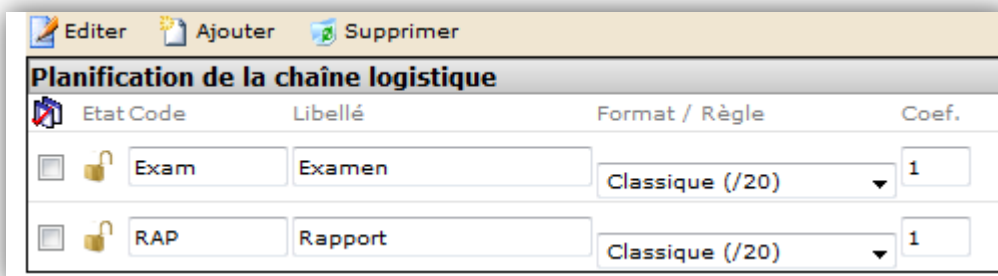 Editer Ajouter Supprimer
Planification de la chaîne logistique
Etat Code Libellé Format / Règle Coef.
Exam Examen Classique (/20) 1
RAP Rapport Classique (/20) 1